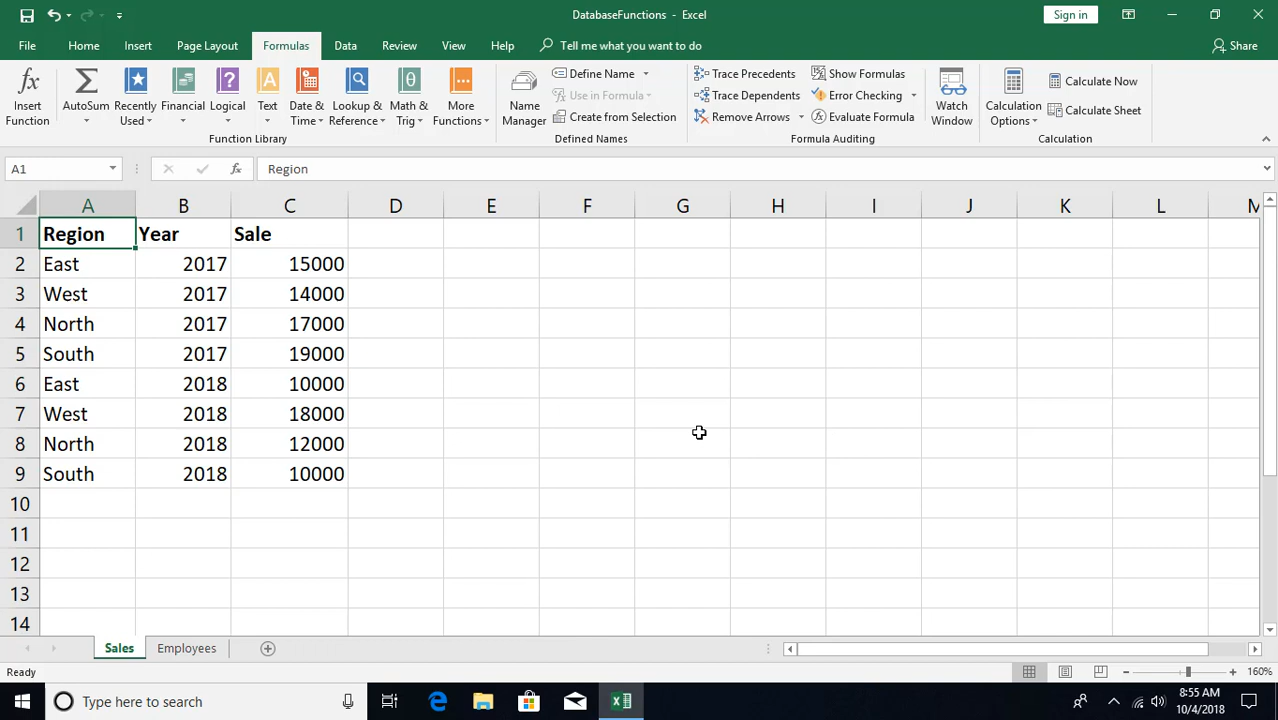 DatabaseFunctions - Excel
Sign in
File Home Insert Page Layout Formulas Data Review View Help Tell me what you want to do Share
Insert Function
AutoSum
Recently Used
Financial
Logical
Text
Date & Time
Lookup & Reference
Math & Trig
More Functions
Function Library
Name Manager
Define Name
Use in Formula
Create from Selection
Defined Names
Trace Precedents
Trace Dependents
Remove Arrows
Show Formulas
Error Checking
Evaluate Formula
Formula Auditing
Watch Window
Calculation Options
Calculate Now
Calculate Sheet
Calculation
A1 fx Region
A B C D E F G H I J K L M
1 Region Year Sale
2 East 2017 15000
3 West 2017 14000
4 North 2017 17000
5 South 2017 19000
6 East 2018 10000
7 West 2018 18000
8 North 2018 12000
9 South 2018 10000
10
11
12
13
14
Sales Employees
Ready 160%
Type here to search
8:55 AM
10/4/2018